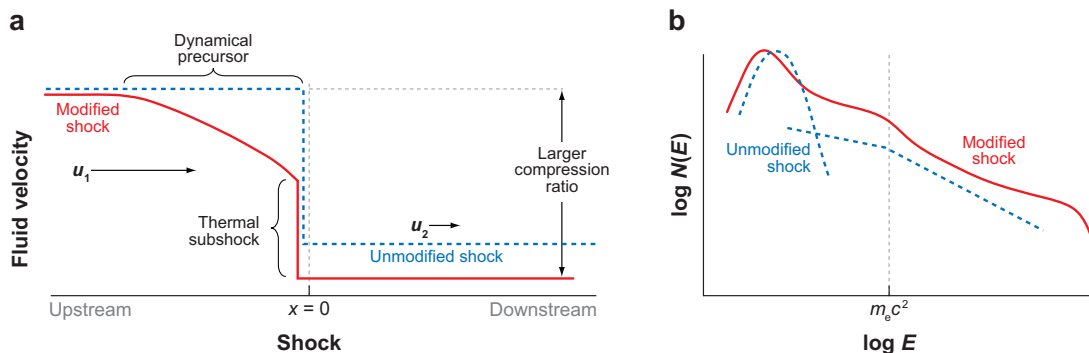 a
Dynamical
precursor
Modified
shock
u1
Thermal
subshock
Larger
compression
ratio
u2
Unmodified shock
Fluid velocity
Upstream
x = 0
Downstream
Shock
b
Unmodified
shock
Modified
shock
log N(E)
mec²
log E